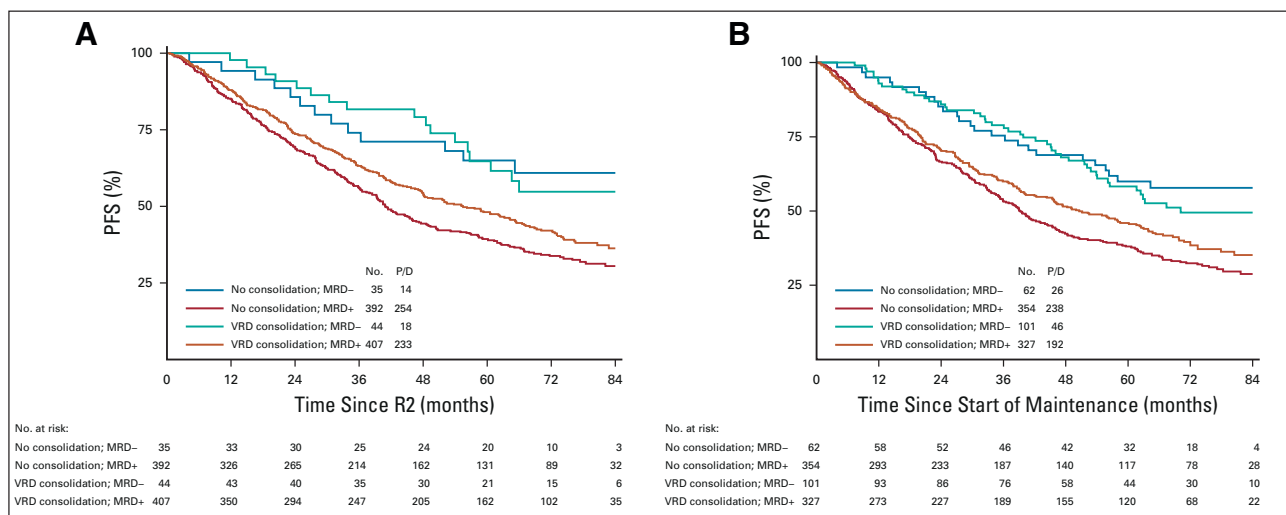 A
PFS (%)
100
75
50
25
No. P/D
No consolidation; MRD− 35 14
No consolidation; MRD+ 392 254
VRD consolidation; MRD− 44 18
VRD consolidation; MRD+ 407 233
0 12 24 36 48 60 72 84
Time Since R2 (months)
No. at risk:
No consolidation; MRD− 35 33 30 25 24 20 10 3
No consolidation; MRD+ 392 326 265 214 162 131 89 32
VRD consolidation; MRD− 44 43 40 35 30 21 15 6
VRD consolidation; MRD+ 407 350 294 247 205 162 102 35
B
PFS (%)
100
75
50
25
No. P/D
No consolidation; MRD− 62 26
No consolidation; MRD+ 354 238
VRD consolidation; MRD− 101 46
VRD consolidation; MRD+ 327 192
0 12 24 36 48 60 72 84
Time Since Start of Maintenance (months)
No. at risk:
No consolidation; MRD− 62 58 52 46 42 32 18 4
No consolidation; MRD+ 354 293 233 187 140 117 78 28
VRD consolidation; MRD− 101 93 86 76 58 44 30 10
VRD consolidation; MRD+ 327 273 227 189 155 120 68 22